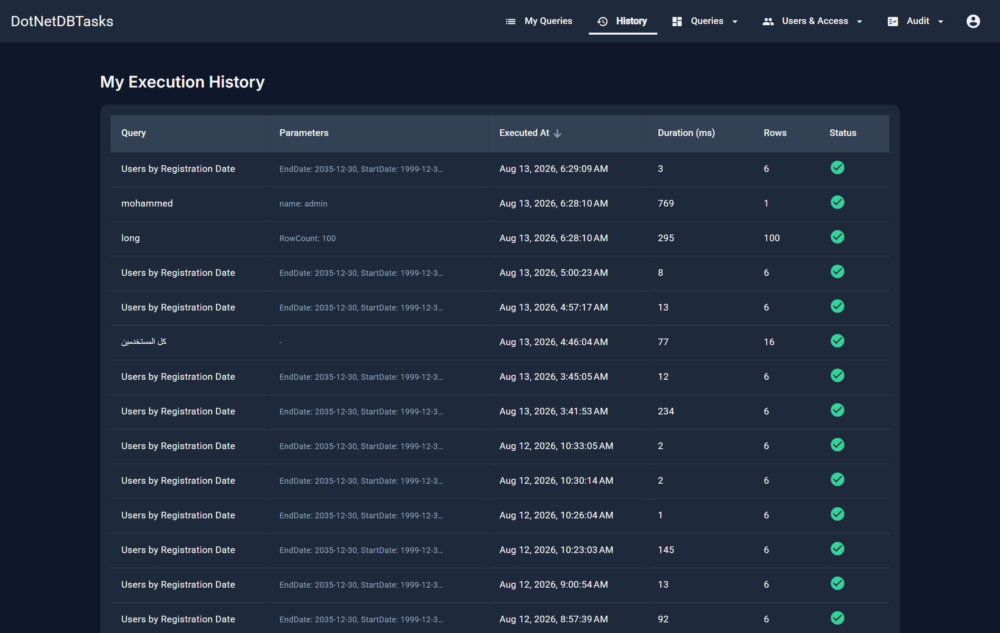 DotNetDBTasks
My Queries
History
Queries
Users & Access
Audit
My Execution History
Query Parameters Executed At Duration (ms) Rows Status
Users by Registration Date EndDate: 2035-12-30, StartDate: 1999-12-3... Aug 13, 2026, 6:29:09 AM 3 6
mohammed name: admin Aug 13, 2026, 6:28:10 AM 769 1
long RowCount: 100 Aug 13, 2026, 6:28:10 AM 295 100
Users by Registration Date EndDate: 2035-12-30, StartDate: 1999-12-3... Aug 13, 2026, 5:00:23 AM 8 6
Users by Registration Date EndDate: 2035-12-30, StartDate: 1999-12-3... Aug 13, 2026, 4:57:17 AM 13 6
كل المستخدمين - Aug 13, 2026, 4:46:04 AM 77 16
Users by Registration Date EndDate: 2035-12-30, StartDate: 1999-12-3... Aug 13, 2026, 3:45:05 AM 12 6
Users by Registration Date EndDate: 2035-12-30, StartDate: 1999-12-3... Aug 13, 2026, 3:41:53 AM 234 6
Users by Registration Date EndDate: 2035-12-30, StartDate: 1999-12-3... Aug 12, 2026, 10:33:05 AM 2 6
Users by Registration Date EndDate: 2035-12-30, StartDate: 1999-12-3... Aug 12, 2026, 10:30:14 AM 2 6
Users by Registration Date EndDate: 2035-12-30, StartDate: 1999-12-3... Aug 12, 2026, 10:26:04 AM 1 6
Users by Registration Date EndDate: 2035-12-30, StartDate: 1999-12-3... Aug 12, 2026, 10:23:03 AM 145 6
Users by Registration Date EndDate: 2035-12-30, StartDate: 1999-12-3... Aug 12, 2026, 9:00:54 AM 13 6
Users by Registration Date EndDate: 2035-12-30, StartDate: 1999-12-3... Aug 12, 2026, 8:57:39 AM 92 6